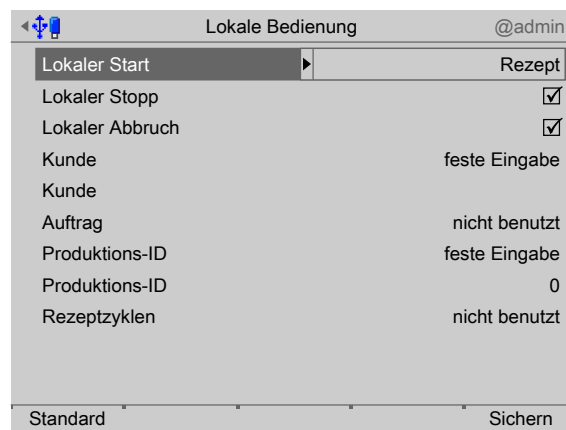 Lokale Bedienung @admin
Lokaler Start Rezept
Lokaler Stopp
Lokaler Abbruch
Kunde feste Eingabe
Kunde
Auftrag nicht benutzt
Produktions-ID feste Eingabe
Produktions-ID 0
Rezeptzyklen nicht benutzt
Standard Sichern